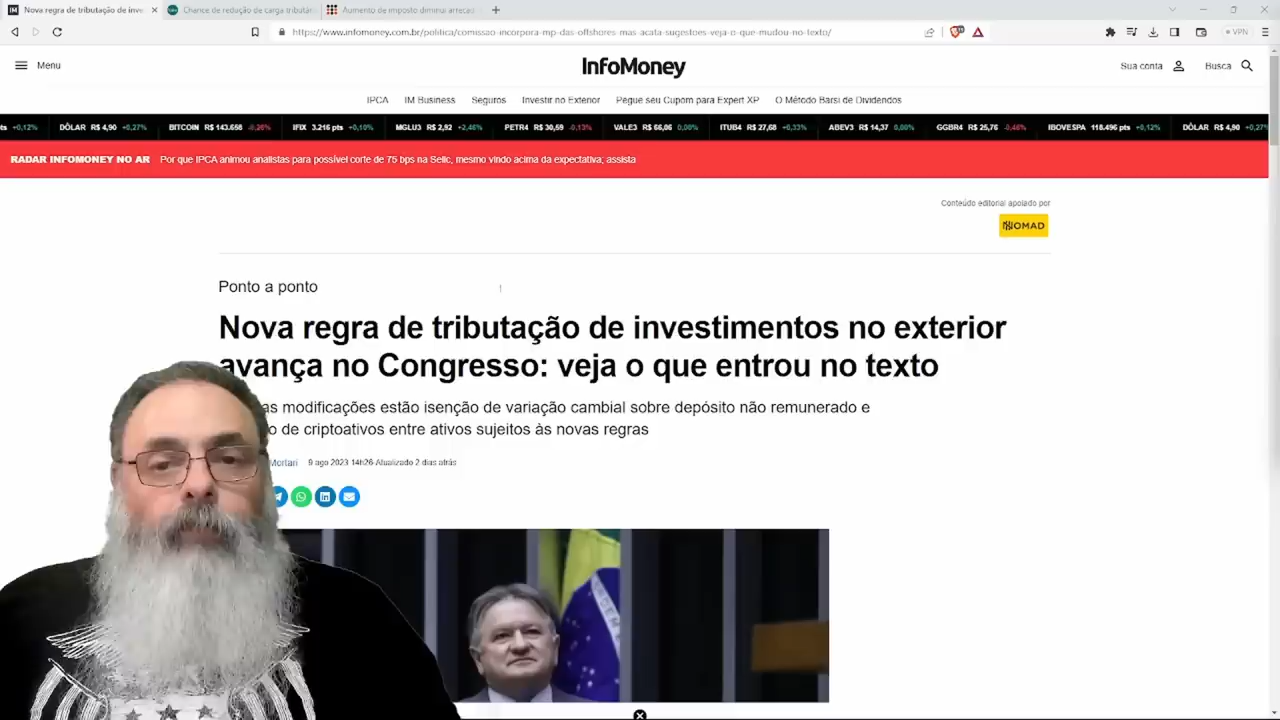 Nova regra de tributação de inve
Chance de redução de carga tributár
Aumento de imposto diminui arreca
https://www.infomoney.com.br/politica/comissao-incorpora-mp-das-offshores-mas-acata-sugestoes-veja-o-que-mudou-no-texto/
VPN
Menu
InfoMoney
Sua conta
Busca
IPCA IM Business Seguros Investir no Exterior Pegue seu Cupom para Expert XP O Método Barsi de Dividendos
ts +0,12% DÓLAR R$ 4,90 +0,27% BITCOIN R$ 143.658 -0,26% IFIX 3.216 pts +0,10% MGLU3 R$ 2,92 +2,46% PETR4 R$ 30,59 -0,13% VALE3 R$ 66,06 0,00% ITUB4 R$ 27,68 +0,33% ABEV3 R$ 14,37 0,00% GGBR4 R$ 25,76 -0,46% IBOVESPA 118.496 pts +0,12% DÓLAR R$ 4,90 +0,27%
RADAR INFOMONEY NO AR Por que IPCA animou analistas para possível corte de 75 bps na Selic, mesmo vindo acima da expectativa; assista
Conteúdo editorial apoiado por
NOMAD
Ponto a ponto
Nova regra de tributação de investimentos no exterior
avança no Congresso: veja o que entrou no texto
as modificações estão isenção de variação cambial sobre depósito não remunerado e
o de criptoativos entre ativos sujeitos às novas regras
Mortari 9 ago 2023 14h26-Atualizado 2 dias atrás